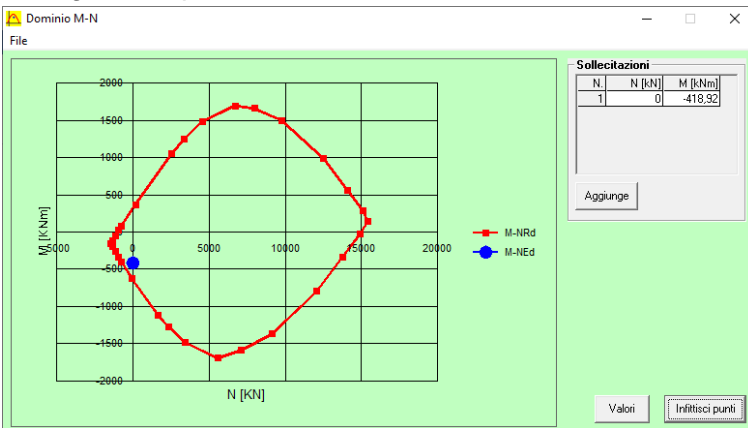 Dominio M-N
File
2000
1500
1000
500
0
-500
-1000
-1500
-2000
M [KNm]
-5000 0 5000 10000 15000 20000
N [KN]
M-NRd
M-NEd
Sollecitazioni
N. N [kN] M [kNm]
1 0 -418,92
Aggiunge
Valori
Infittisci punti